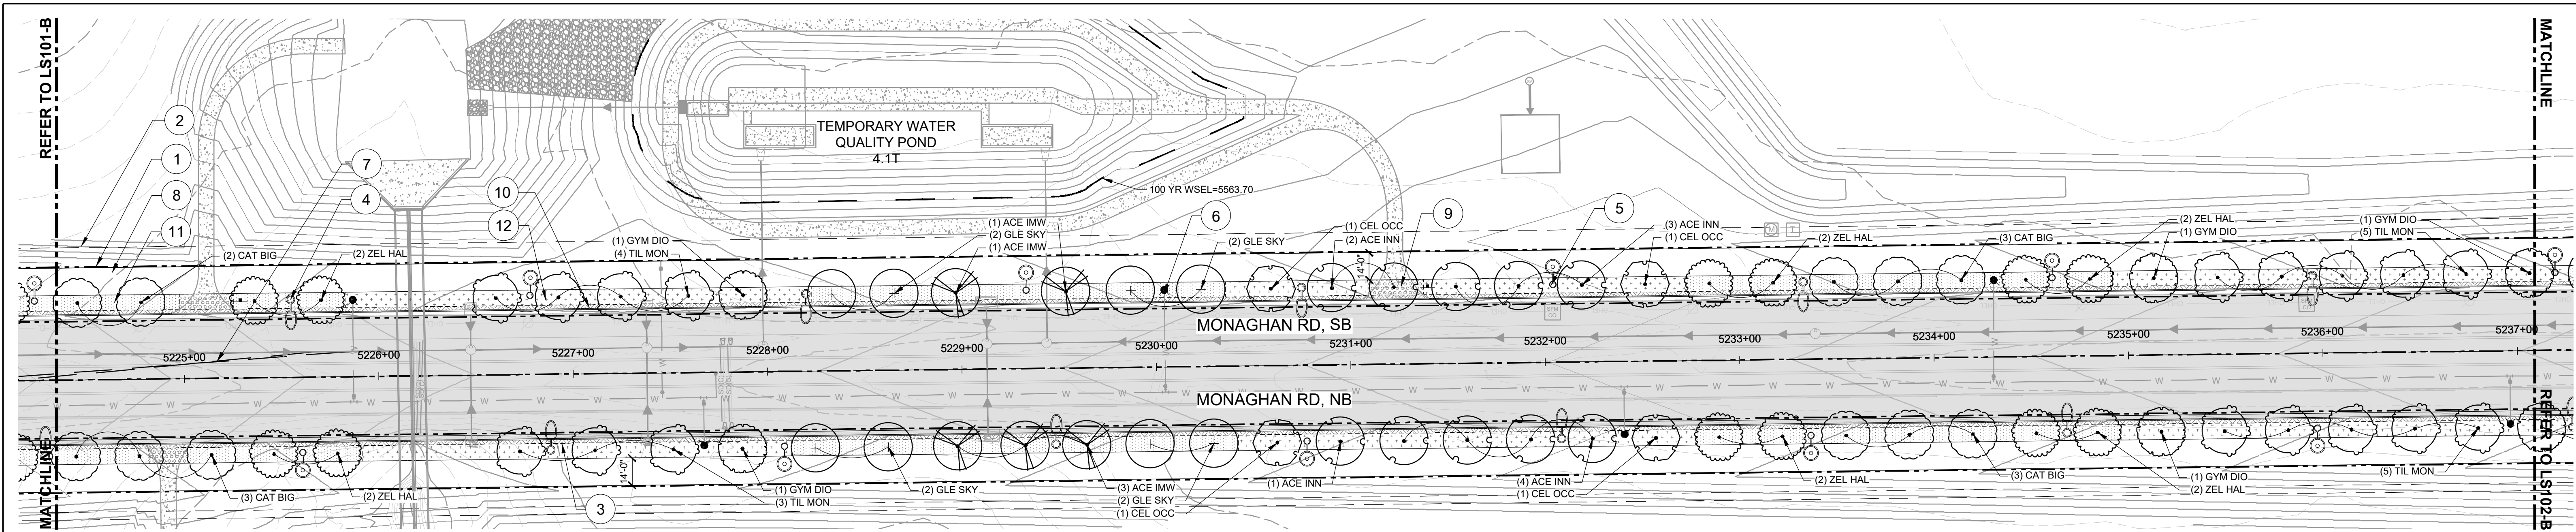 REFER TO LS101-B
MATCHLINE
2
1
8
11
7
4
10
12
TEMPORARY WATER
QUALITY POND
4.1T
100 YR WSEL=5563.70
6
9
5
(2) CAT BIG
(2) ZEL HAL
(1) GYM DIO
(4) TIL MON
(1) ACE IMW
(2) GLE SKY
(1) ACE IMW
(2) GLE SKY
(1) CEL OCC
(2) ACE INN
14'-0"
(3) ACE INN
(1) CEL OCC
(2) ZEL HAL
(3) CAT BIG
(2) ZEL HAL
(1) GYM DIO
(1) GYM DIO
(5) TIL MON
MONAGHAN RD, SB
5225+00
5226+00
5227+00
5228+00
5229+00
5230+00
5231+00
5232+00
5233+00
5234+00
5235+00
5236+00
5237+00
W W W W W W W W W W W W W W W W W W W W W W W W W
MONAGHAN RD, NB
MATCHLINE
REFER TO LS102-B
14'-0"
3
(3) CAT BIG
(2) ZEL HAL
(1) GYM DIO
(3) TIL MON
(2) GLE SKY
(3) ACE IMW
(2) GLE SKY
(1) CEL OCC
(1) ACE INN
(4) ACE INN
(1) CEL OCC
(2) ZEL HAL
(3) CAT BIG
(1) GYM DIO
(2) ZEL HAL
(5) TIL MON